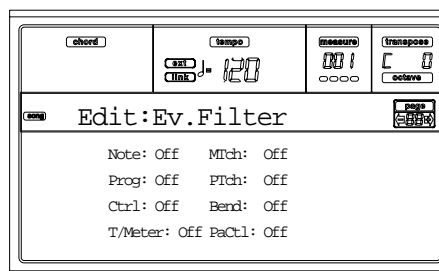 chord tempo measure transpose
ext
link = 120 001 C 0
octave
song Edit:Ev.Filter page
Note: Off MTch: Off
Prog: Off PTch: Off
Ctrl: Off Bend: Off
T/Meter: Off PaCtl: Off